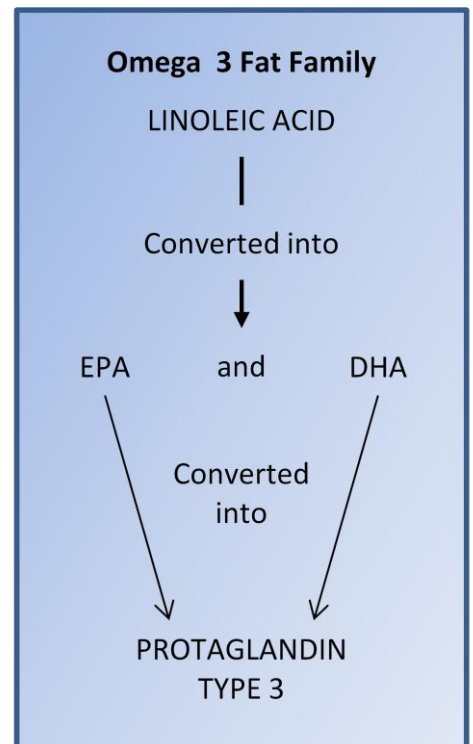 Omega 3 Fat Family
LINOLEIC ACID
Converted into
EPA and DHA
Converted
into
PROTAGLANDIN
TYPE 3